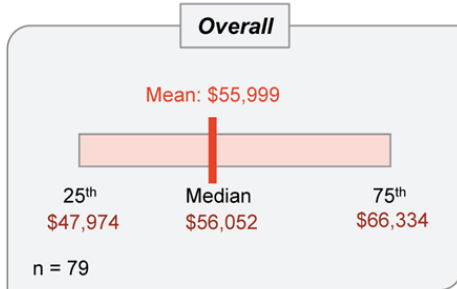 Overall
Mean: $55,999
25th Median 75th
$47,974 $56,052 $66,334
n = 79